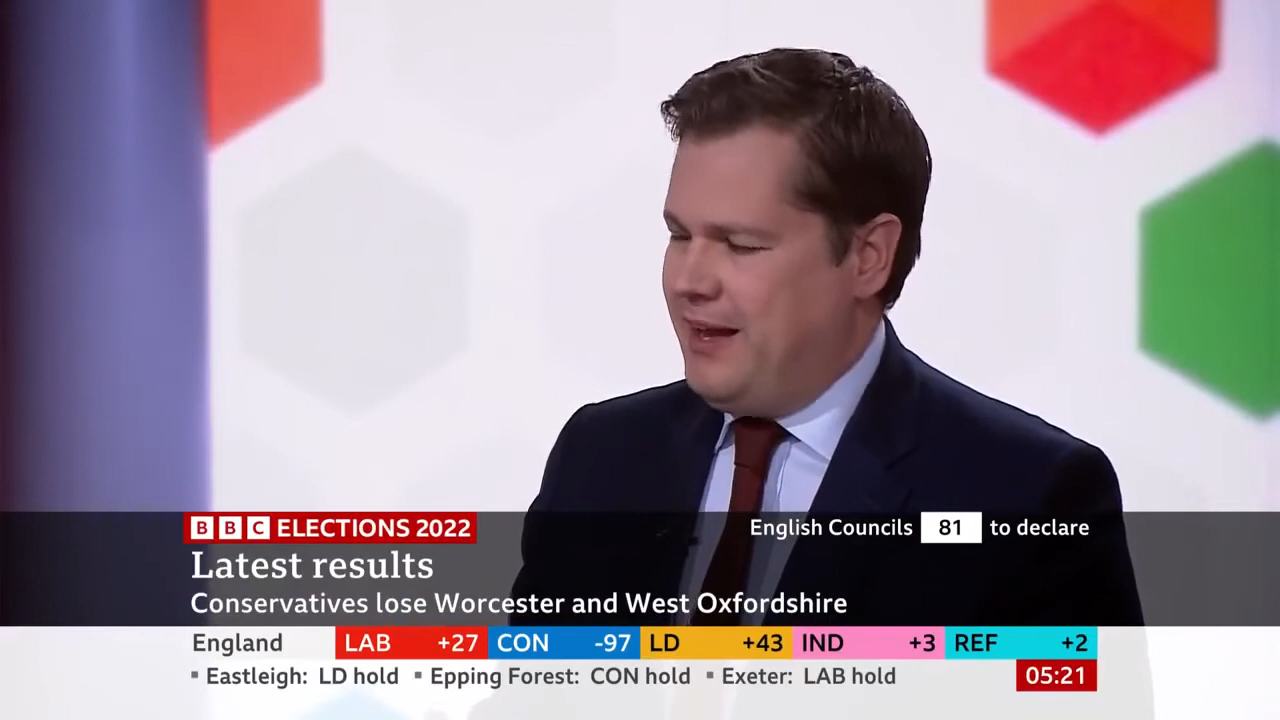 BBC ELECTIONS 2022 English Councils 81 to declare
Latest results
Conservatives lose Worcester and West Oxfordshire
England LAB +27 CON -97 LD +43 IND +3 REF +2
▪ Eastleigh: LD hold ▪ Epping Forest: CON hold ▪ Exeter: LAB hold 05:21